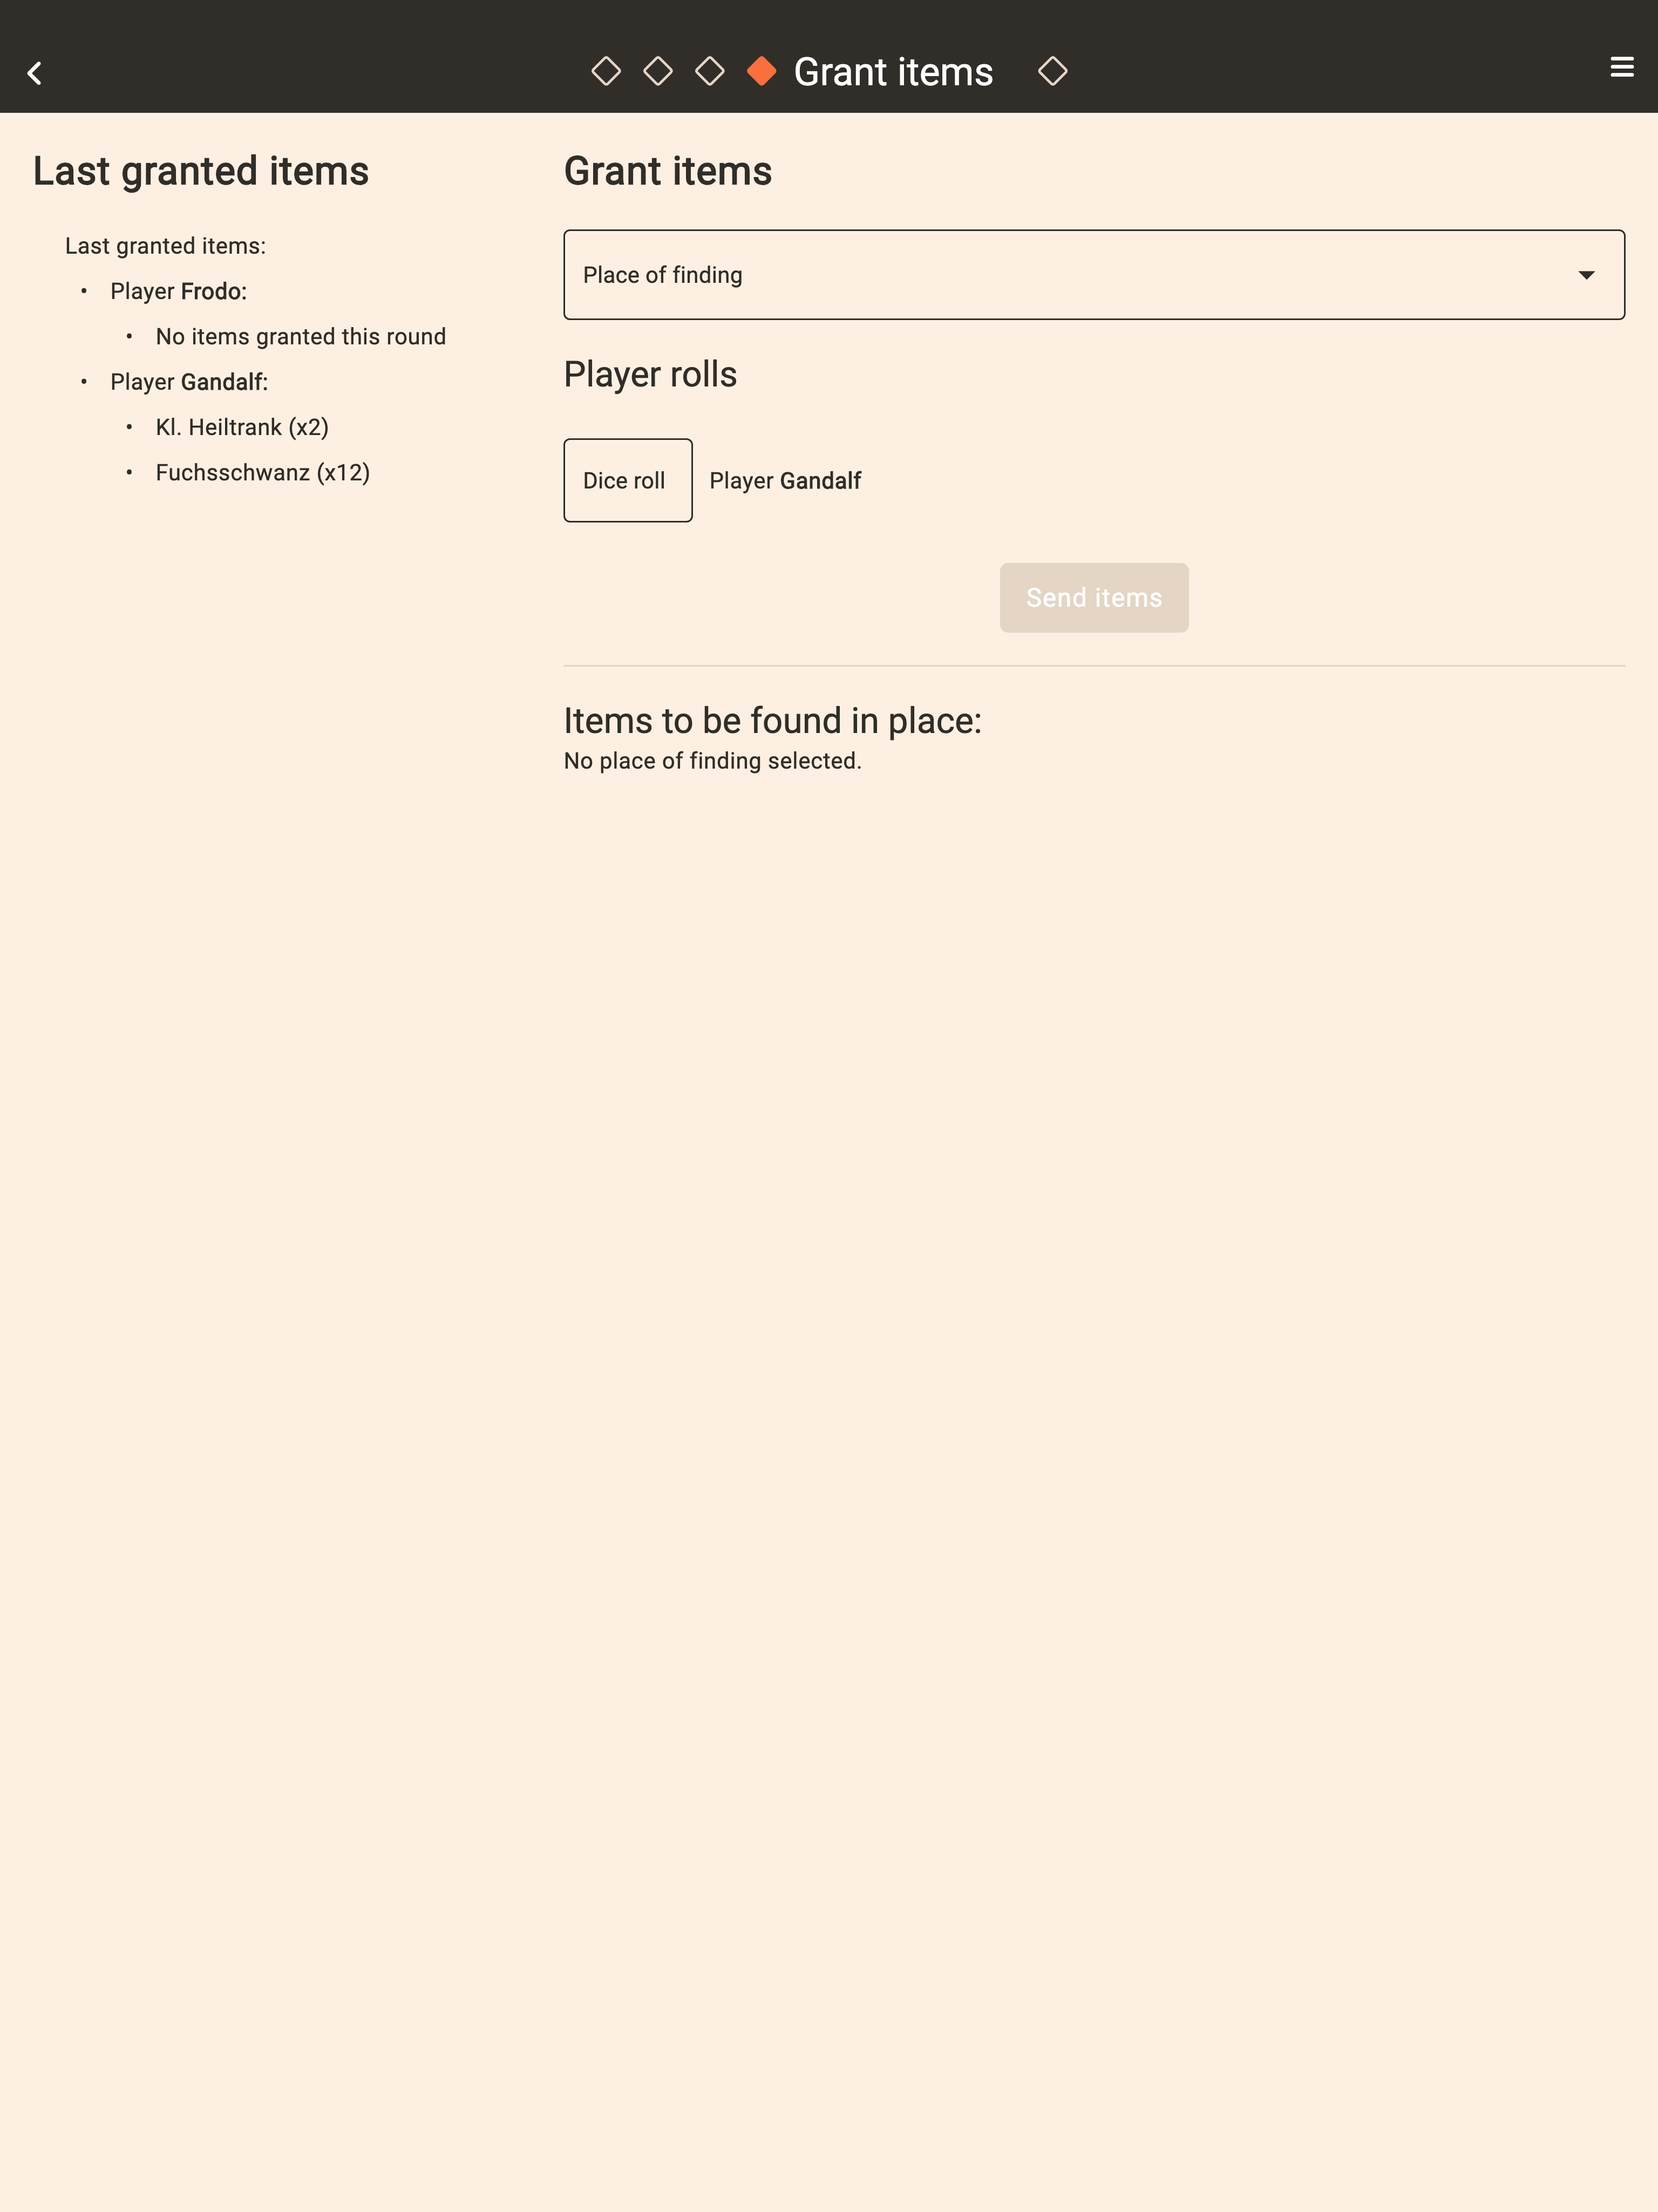 Grant items
Last granted items
Last granted items:
• Player Frodo:
• No items granted this round
• Player Gandalf:
• Kl. Heiltrank (x2)
• Fuchsschwanz (x12)
Grant items
Place of finding
Player rolls
Dice roll Player Gandalf
Send items
Items to be found in place:
No place of finding selected.